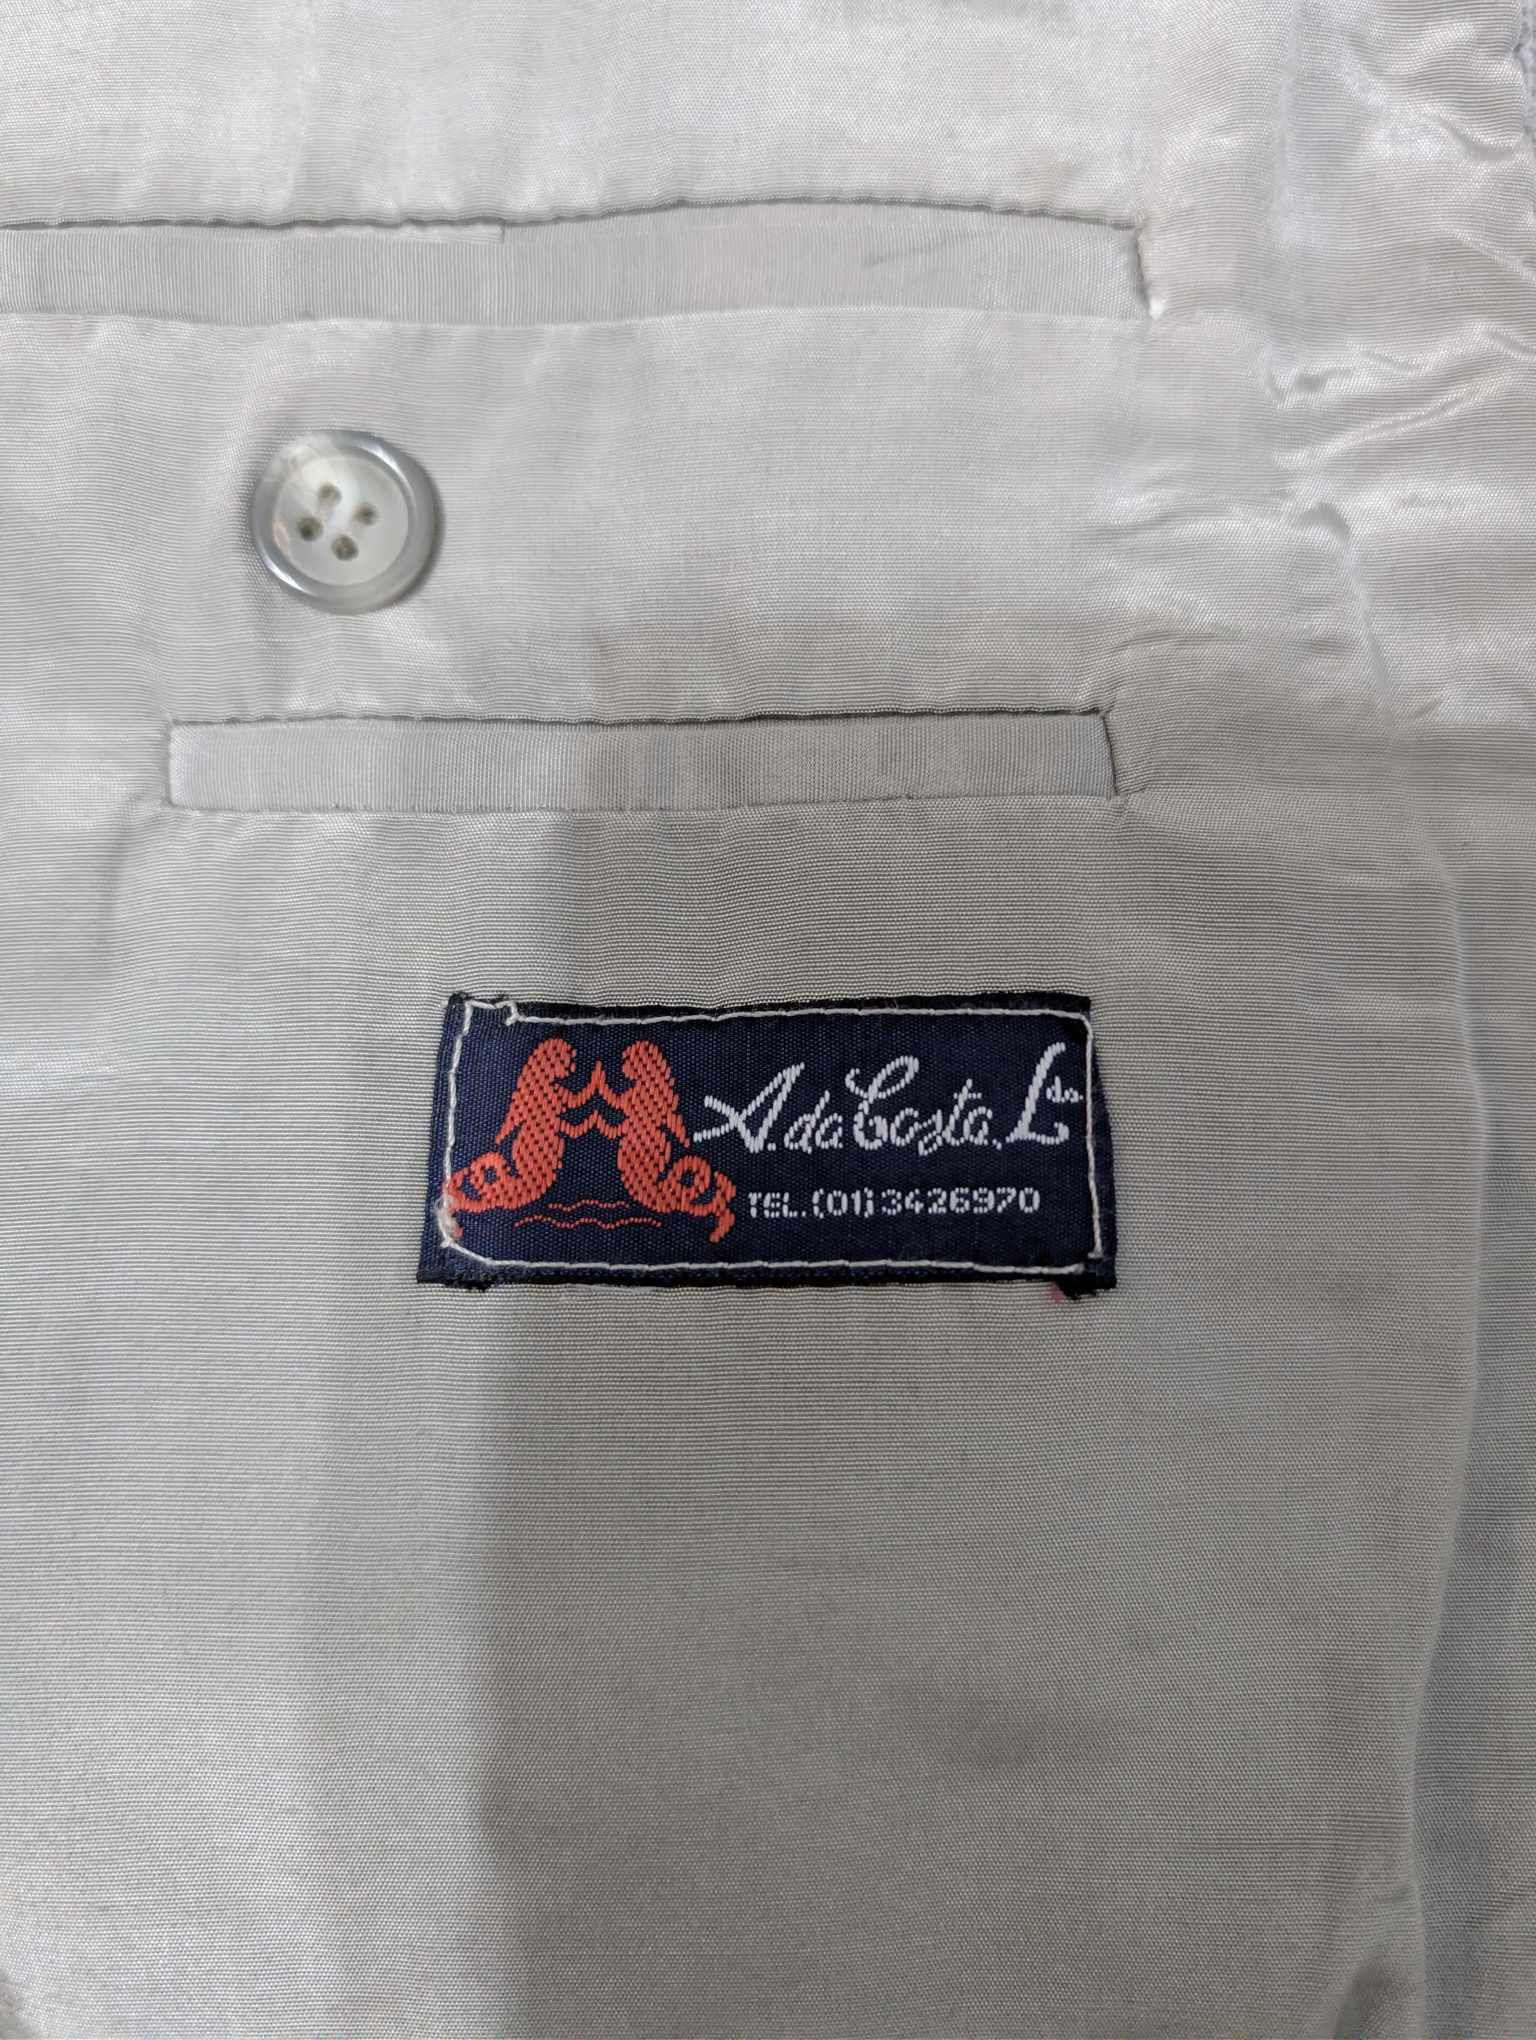 A. da Costa, Lda
TEL. (01) 3426970